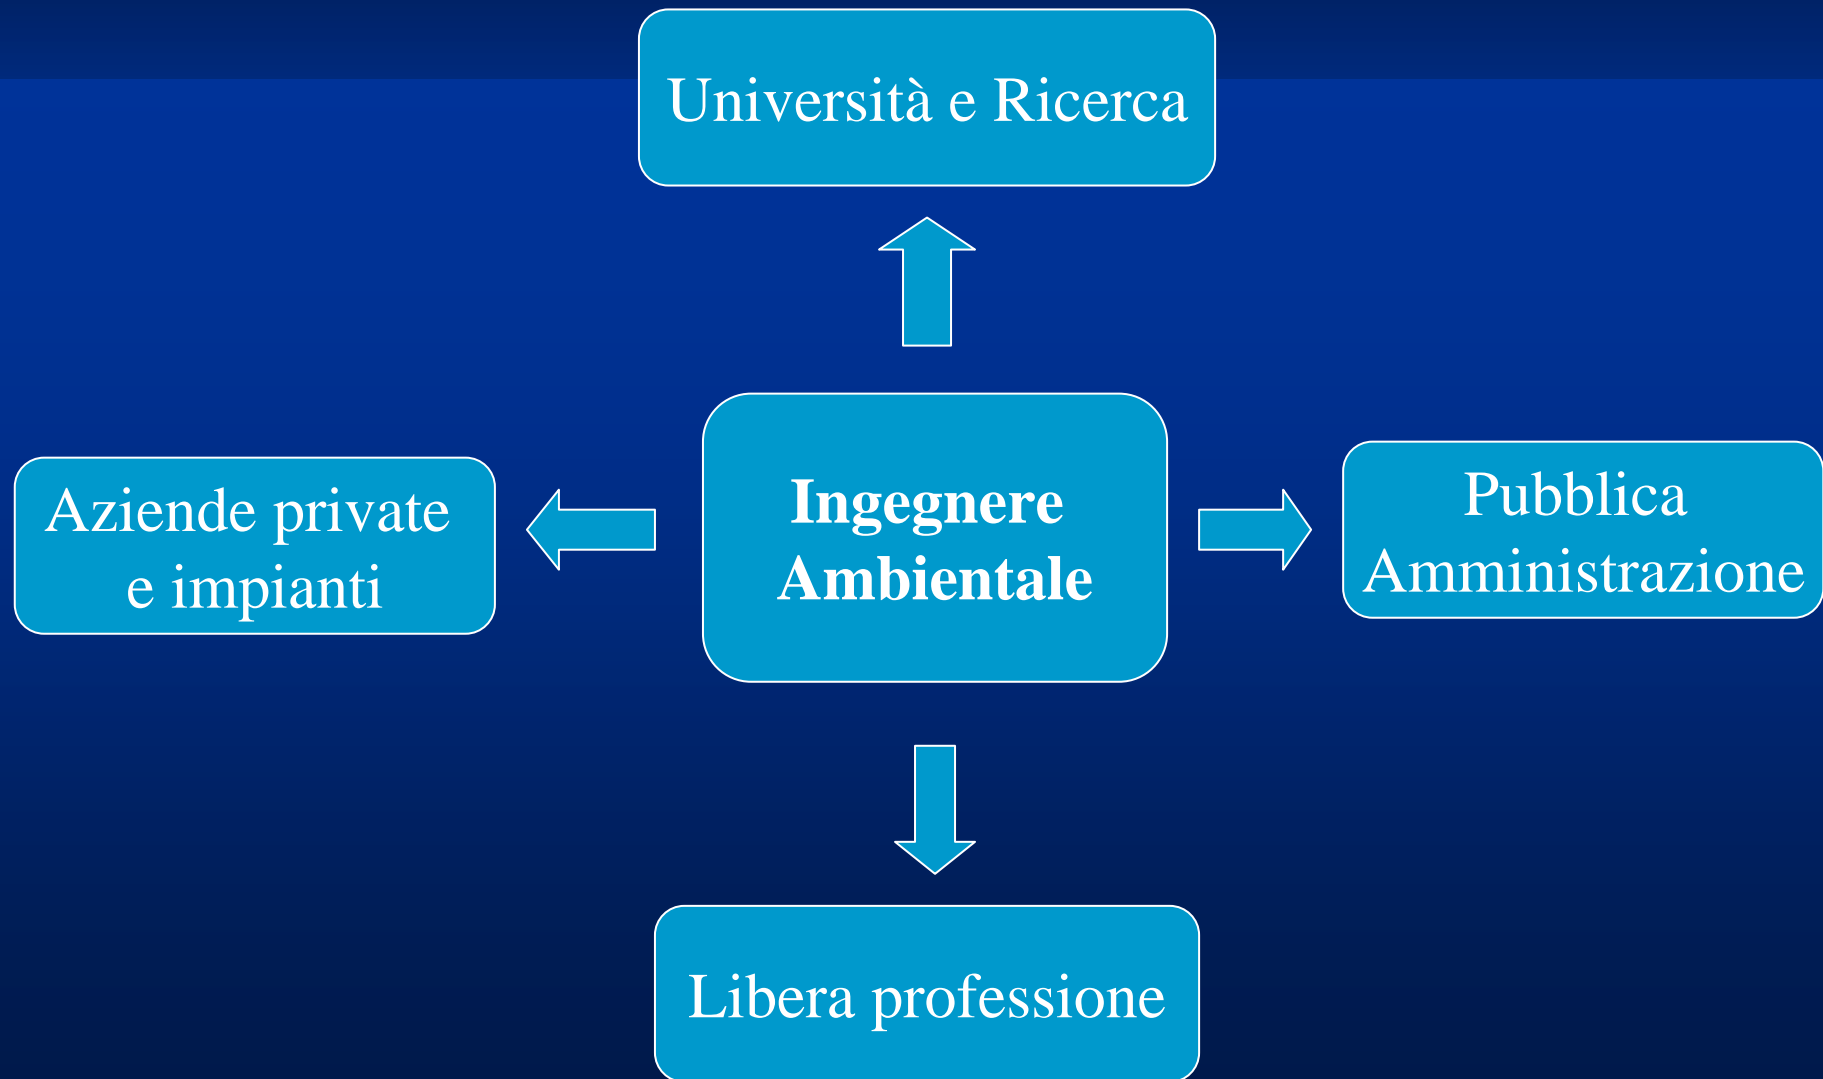 Università e Ricerca
Aziende private
e impianti
Ingegnere
Ambientale
Pubblica
Amministrazione
Libera professione